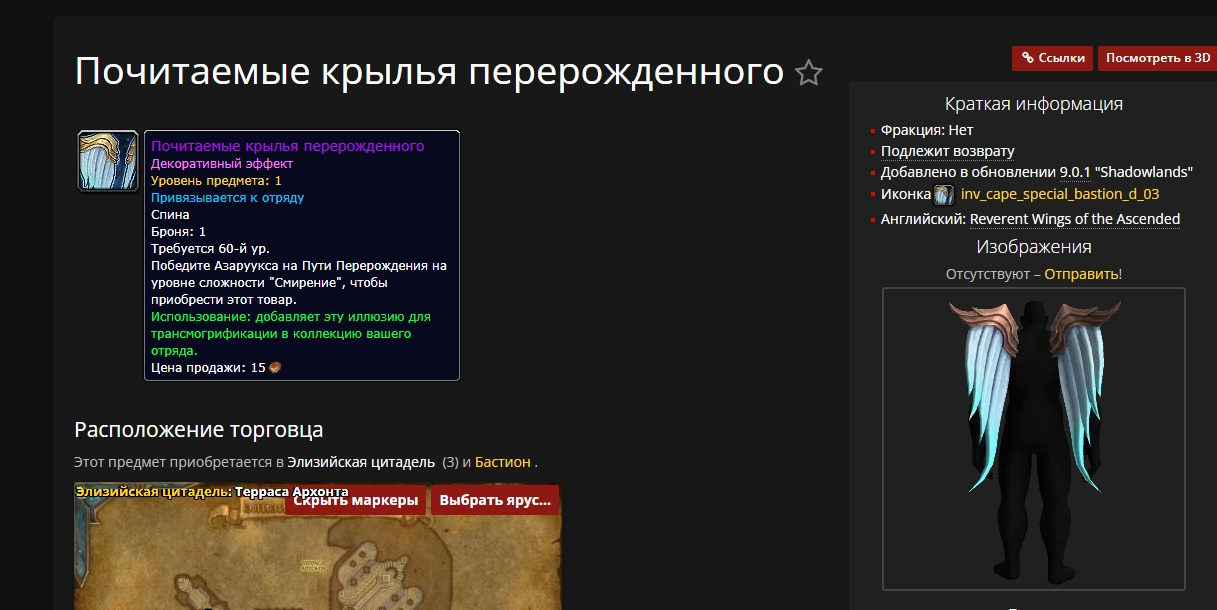 Почитаемые крылья перерожденного
Ссылки
Посмотреть в 3D
Почитаемые крылья перерожденного
Декоративный эффект
Уровень предмета: 1
Привязывается к отряду
Спина
Броня: 1
Требуется 60-й ур.
Победите Азаруукса на Пути Перерождения на
уровне сложности "Смирение", чтобы
приобрести этот товар.
Использование: добавляет эту иллюзию для
трансмогрификации в коллекцию вашего
отряда.
Цена продажи: 15
Расположение торговца
Этот предмет приобретается в Элизийская цитадель (3) и Бастион .
Элизийская цитадель: Терраса Архонта
Скрыть маркеры
Выбрать ярус...
Краткая информация
Фракция: Нет
Подлежит возврату
Добавлено в обновлении 9.0.1 "Shadowlands"
Иконка inv_cape_special_bastion_d_03
Английский: Reverent Wings of the Ascended
Изображения
Отсутствуют – Отправить!